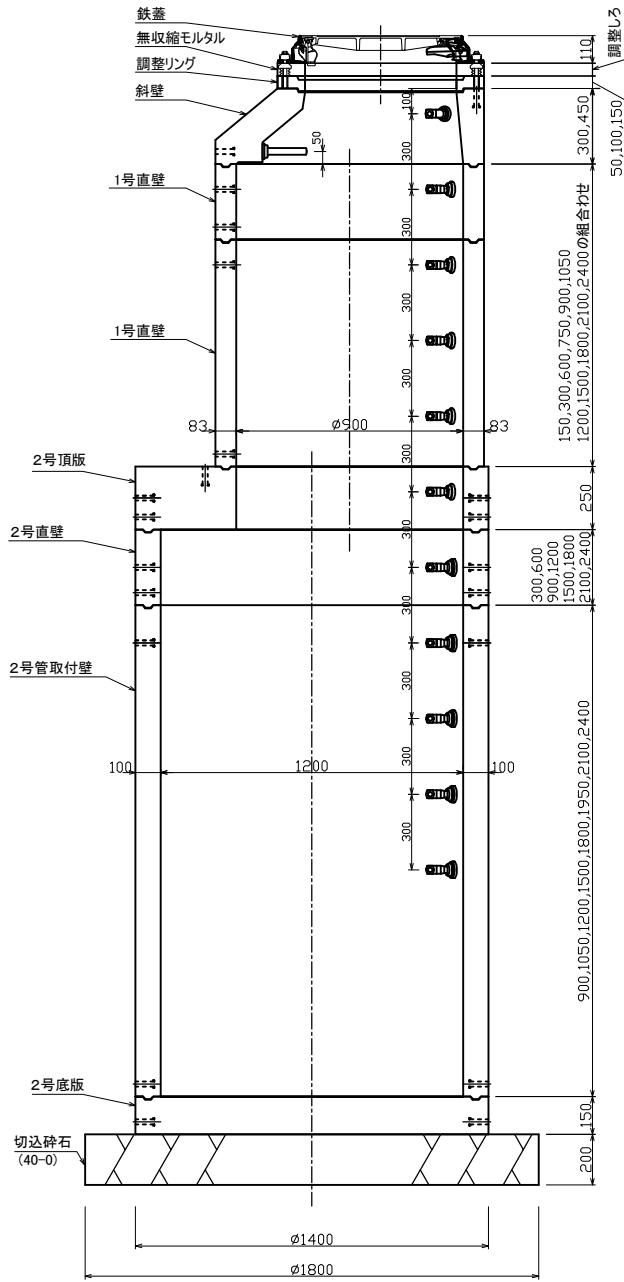 鉄蓋
無収縮モルタル
調整リング
斜壁
1号直壁
1号直壁
2号頂版
2号直壁
2号管取付壁
2号底版
切込砕石
(40-0)
110
調整しろ
50,100,150
300,450
150,300,600,750,900,1050
1200,1500,1800,2100,2400の組合わせ
250
300,600
900,1200
1500,1800
2100,2400
900,1050,1200,1500,1800,1950,2100,2400
150
200
100
50
300
300
300
300
300
300
300
300
300
300
83
ø900
83
100
1200
100
ø1400
ø1800